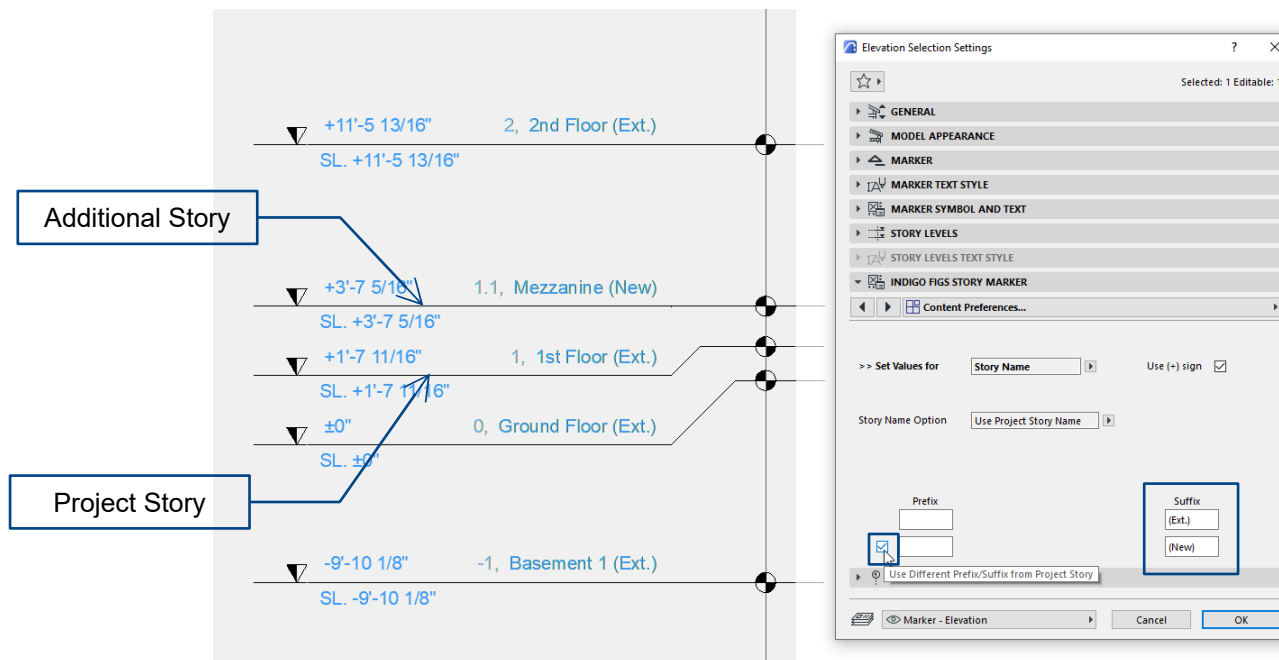 +11'-5 13/16" 2, 2nd Floor (Ext.)
SL. +11'-5 13/16"
Additional Story
+3'-7 5/16" 1.1, Mezzanine (New)
SL. +3'-7 5/16"
+1'-7 11/16" 1, 1st Floor (Ext.)
SL. +1'-7 11/16"
±0" 0, Ground Floor (Ext.)
SL. ±0"
Project Story
-9'-10 1/8" -1, Basement 1 (Ext.)
SL. -9'-10 1/8"
Elevation Selection Settings ?
Selected: 1 Editable: 1
GENERAL
MODEL APPEARANCE
MARKER
MARKER TEXT STYLE
MARKER SYMBOL AND TEXT
STORY LEVELS
STORY LEVELS TEXT STYLE
INDIGO FIGS STORY MARKER
Content Preferences...
>> Set Values for Story Name Use (+) sign
Story Name Option Use Project Story Name
Prefix Suffix
(Ext.)
(New)
Use Different Prefix/Suffix from Project Story
Marker - Elevation Cancel OK